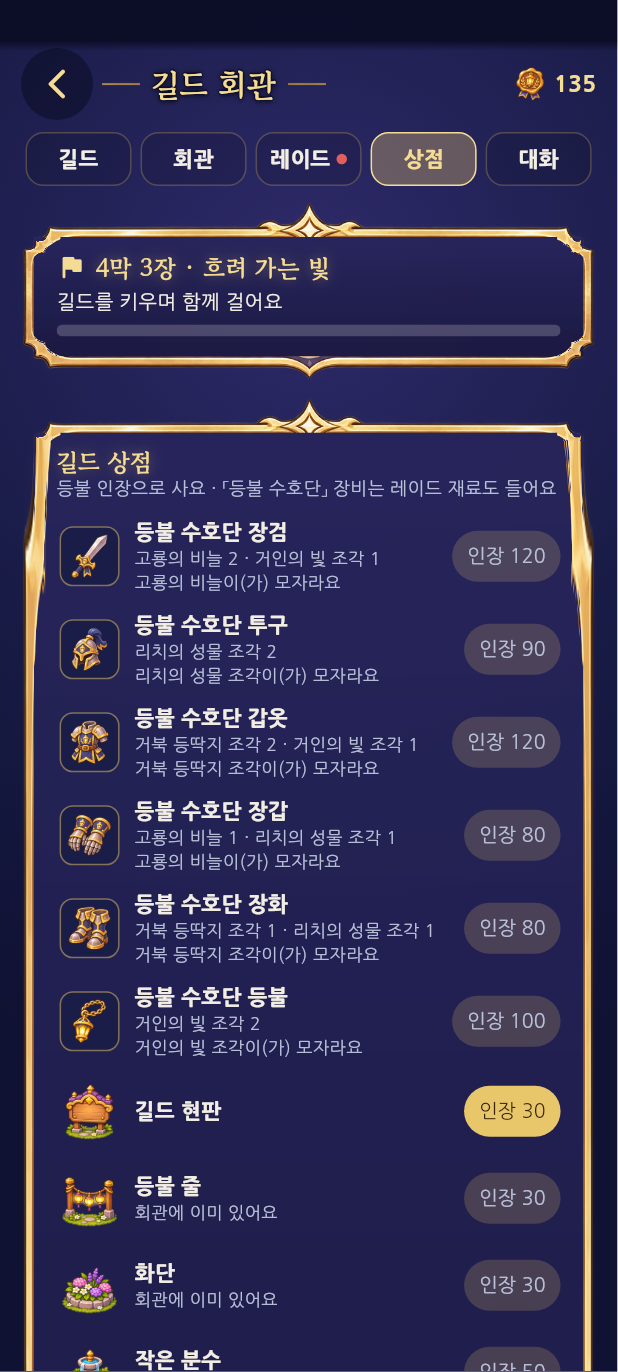 길드 회관
135
길드
회관
레이드
상점
대화
4막 3장 · 흐려 가는 빛
길드를 키우며 함께 걸어요
길드 상점
등불 인장으로 사요 · 「등불 수호단」 장비는 레이드 재료도 들어요
등불 수호단 장검
고룡의 비늘 2 · 거인의 빛 조각 1
고룡의 비늘이(가) 모자라요
인장 120
등불 수호단 투구
리치의 성물 조각 2
리치의 성물 조각이(가) 모자라요
인장 90
등불 수호단 갑옷
거북 등딱지 조각 2 · 거인의 빛 조각 1
거북 등딱지 조각이(가) 모자라요
인장 120
등불 수호단 장갑
고룡의 비늘 1 · 리치의 성물 조각 1
고룡의 비늘이(가) 모자라요
인장 80
등불 수호단 장화
거북 등딱지 조각 1 · 리치의 성물 조각 1
거북 등딱지 조각이(가) 모자라요
인장 80
등불 수호단 등불
거인의 빛 조각 2
거인의 빛 조각이(가) 모자라요
인장 100
길드 현판
인장 30
등불 줄
회관에 이미 있어요
인장 30
화단
회관에 이미 있어요
인장 30
작은 분수
인장 50